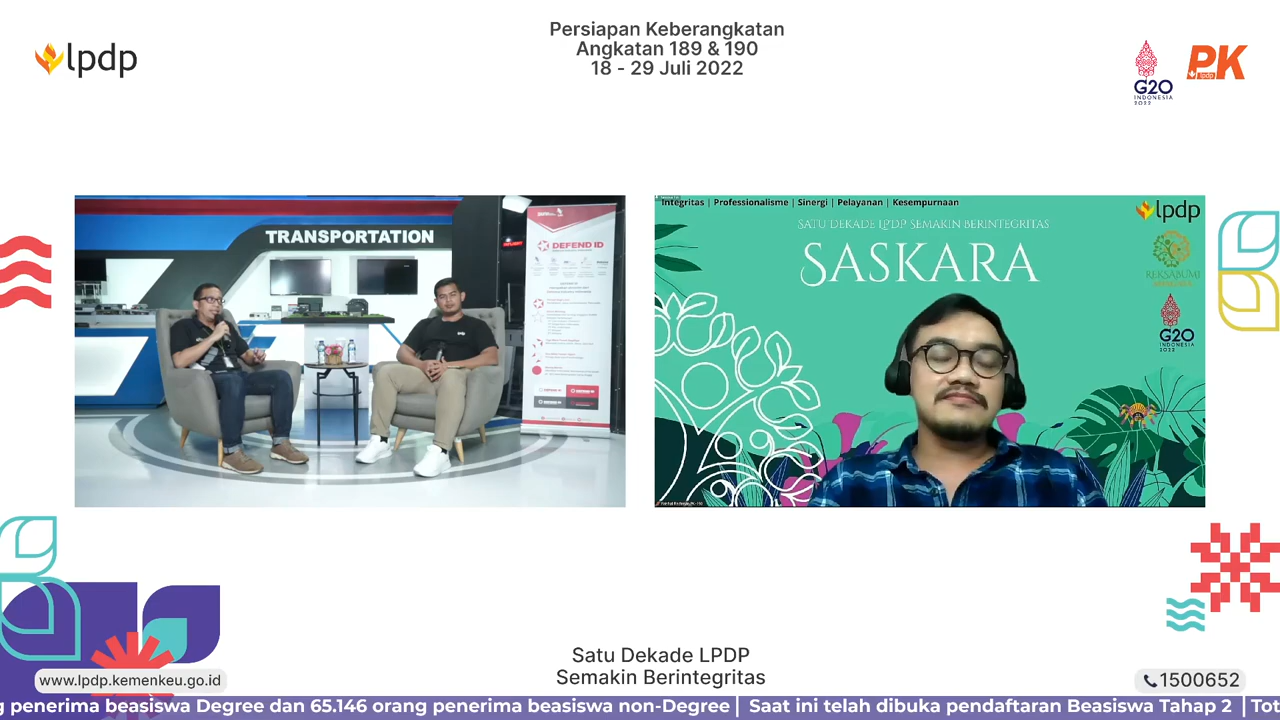 lpdp
Persiapan Keberangkatan
Angkatan 189 & 190
18 - 29 Juli 2022
G20
INDONESIA
2022
PK
lpdp
TRANSPORTATION
DEFEND ID
Integritas | Professionalisme | Sinergi | Pelayanan | Kesempurnaan
SATU DEKADE LPDP SEMAKIN BERINTEGRITAS
SASKARA
lpdp
REKSABUMI
G20
INDONESIA
2022
Satu Dekade LPDP
Semakin Berintegritas
www.lpdp.kemenkeu.go.id
1500652
g penerima beasiswa Degree dan 65.146 orang penerima beasiswa non-Degree | Saat ini telah dibuka pendaftaran Beasiswa Tahap 2 | Tot